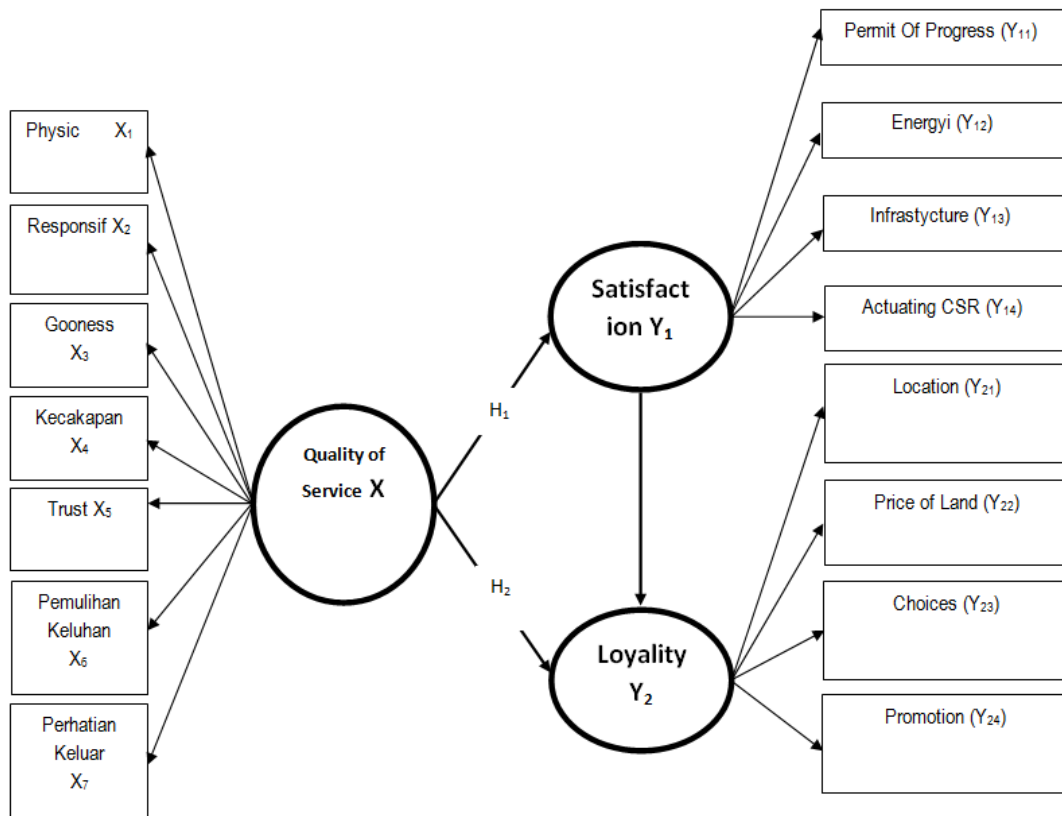 Physic X₁
Responsif X₂
Gooness
X₃
Kecakapan
X₄
Trust X₅
Pemulihan
Keluhan
X₆
Perhatian
Keluar
X₇
Quality of
Service X
H₁
H₂
Satisfact
ion Y₁
Loyality
Y₂
Permit Of Progress (Y₁₁)
Energyi (Y₁₂)
Infrastycture (Y₁₃)
Actuating CSR (Y₁₄)
Location (Y₂₁)
Price of Land (Y₂₂)
Choices (Y₂₃)
Promotion (Y₂₄)